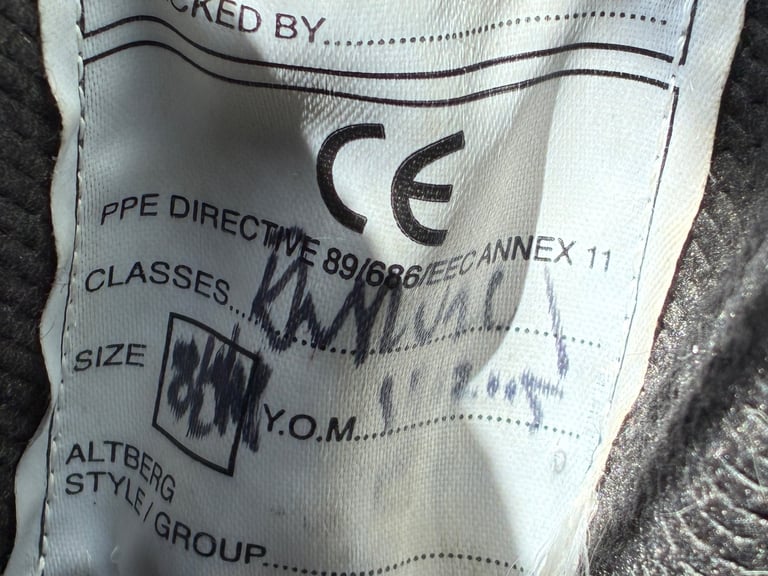 CKED BY
CE
PPE DIRECTIVE 89/686/EEC ANNEX 11
CLASSES
SIZE
Y.O.M.
ALTBERG
STYLE/GROUP